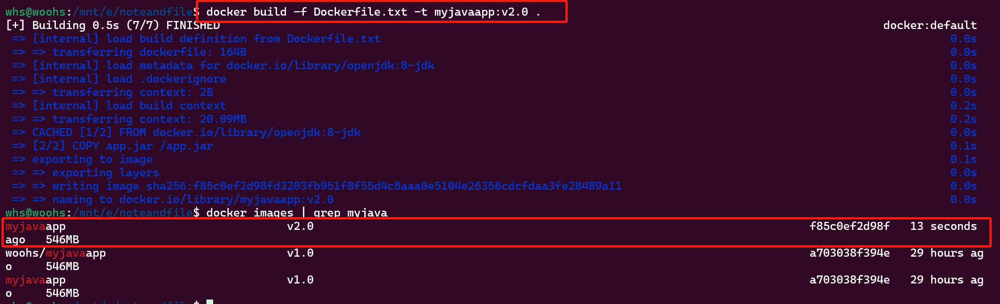 whs@woohs:/mnt/e/noteandfile$ docker build -f Dockerfile.txt -t myjavaapp:v2.0 .
[+] Building 0.5s (7/7) FINISHED docker:default
=> [internal] load build definition from Dockerfile.txt 0.0s
=> => transferring dockerfile: 164B 0.0s
=> [internal] load metadata for docker.io/library/openjdk:8-jdk 0.0s
=> [internal] load .dockerignore 0.0s
=> => transferring context: 2B 0.0s
=> [internal] load build context 0.2s
=> => transferring context: 20.09MB 0.2s
=> CACHED [1/2] FROM docker.io/library/openjdk:8-jdk 0.0s
=> [2/2] COPY app.jar /app.jar 0.1s
=> exporting to image 0.1s
=> => exporting layers 0.0s
=> => writing image sha256:f85c0ef2d98fd3203fb951f8f55d4c8aaa0e5104e26356cdcfdaa3fe28489a11 0.0s
=> => naming to docker.io/library/myjavaapp:v2.0 0.0s
whs@woohs:/mnt/e/noteandfile$ docker images | grep myjava
myjavaapp v2.0 f85c0ef2d98f 13 seconds
ago 546MB
woohs/myjavaapp v1.0 a703038f394e 29 hours ag
o 546MB
myjavaapp v1.0 a703038f394e 29 hours ag
o 546MB